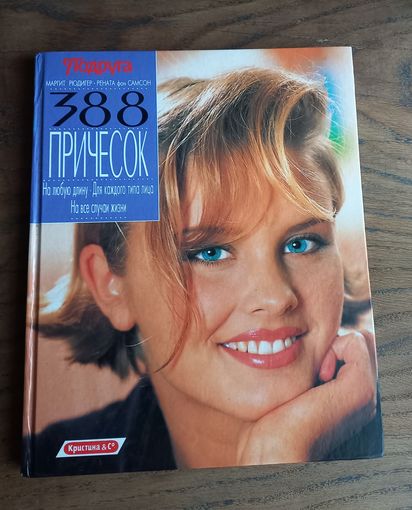 Подруга
МАРГИТ РЮДИГЕР · РЕНАТА фон САМСОН
388
ПРИЧЕСОК
На любую длину · Для каждого типа лица
На все случаи жизни
Кристина & Cº